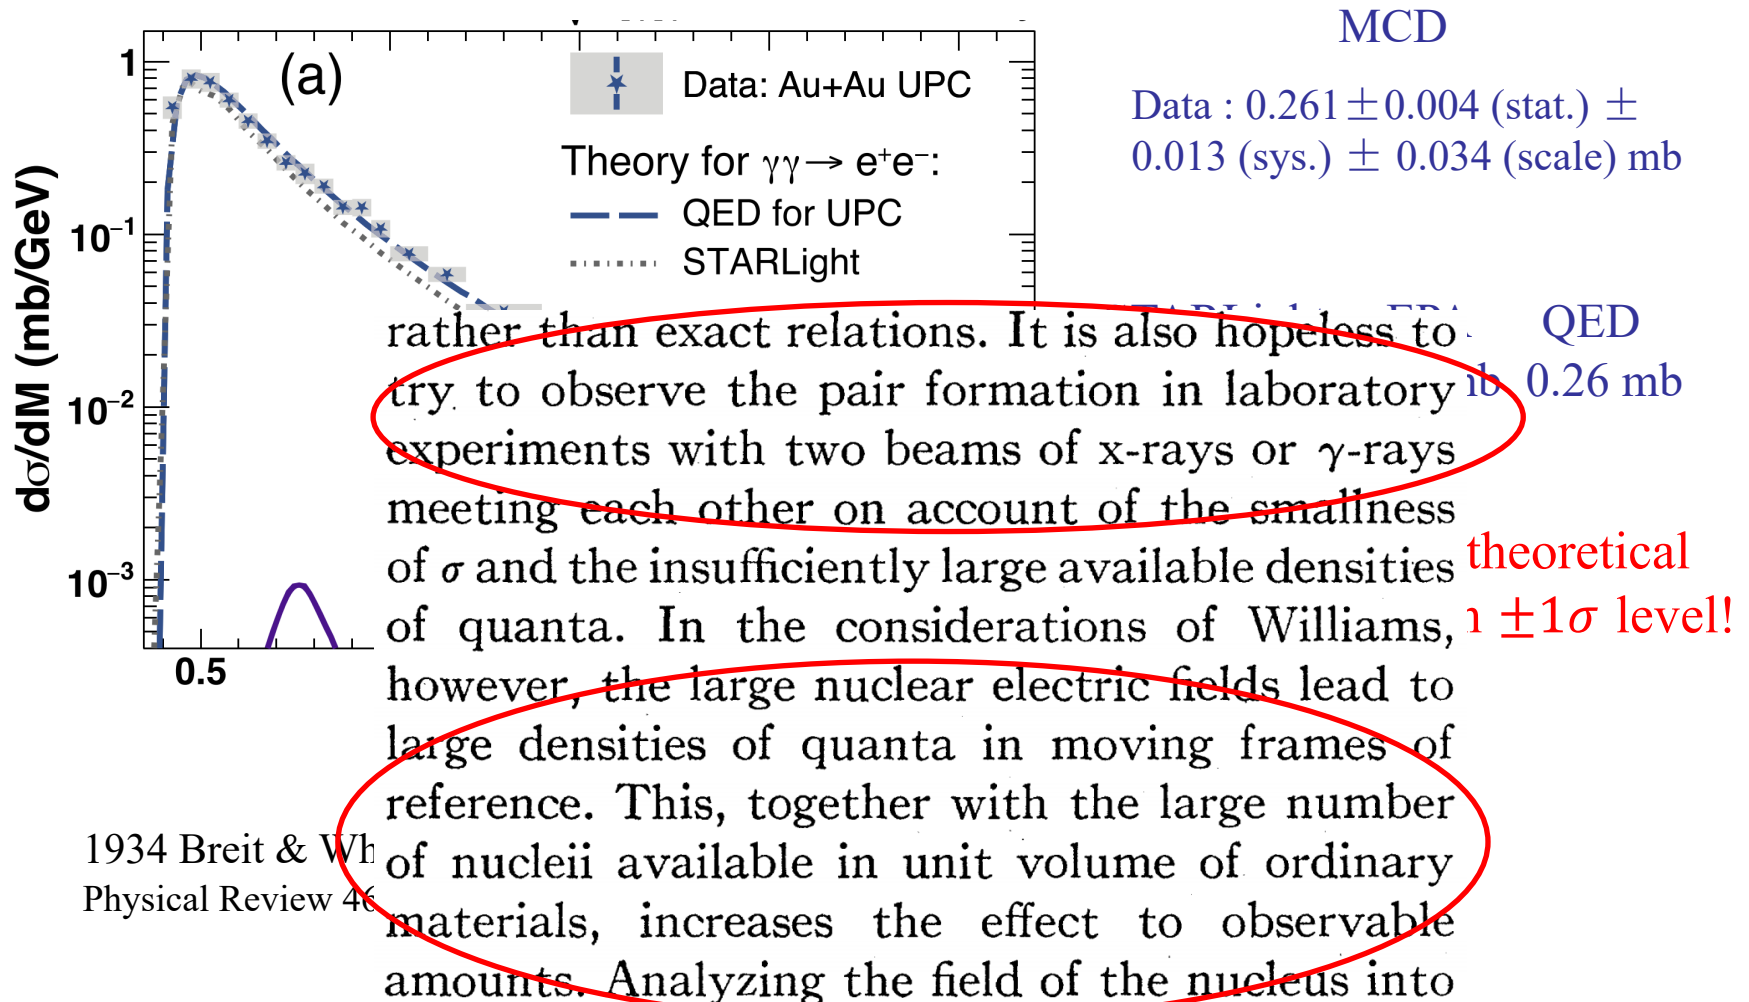 MCD
Data : 0.261±0.004 (stat.) ±
0.013 (sys.) ± 0.034 (scale) mb
QED
0.26 mb
theoretical
±1σ level!
(a)
Data: Au+Au UPC
Theory for γγ→ e⁺e⁻:
QED for UPC
STARLight
dσ/dM (mb/GeV)
1
10⁻¹
10⁻²
10⁻³
0.5
rather than exact relations. It is also hopeless to
try to observe the pair formation in laboratory
experiments with two beams of x-rays or γ-rays
meeting each other on account of the smallness
of σ and the insufficiently large available densities
of quanta. In the considerations of Williams,
however, the large nuclear electric fields lead to
large densities of quanta in moving frames of
reference. This, together with the large number
of nucleii available in unit volume of ordinary
materials, increases the effect to observable
amounts. Analyzing the field of the nucleus into
1934 Breit & Wh
Physical Review 46